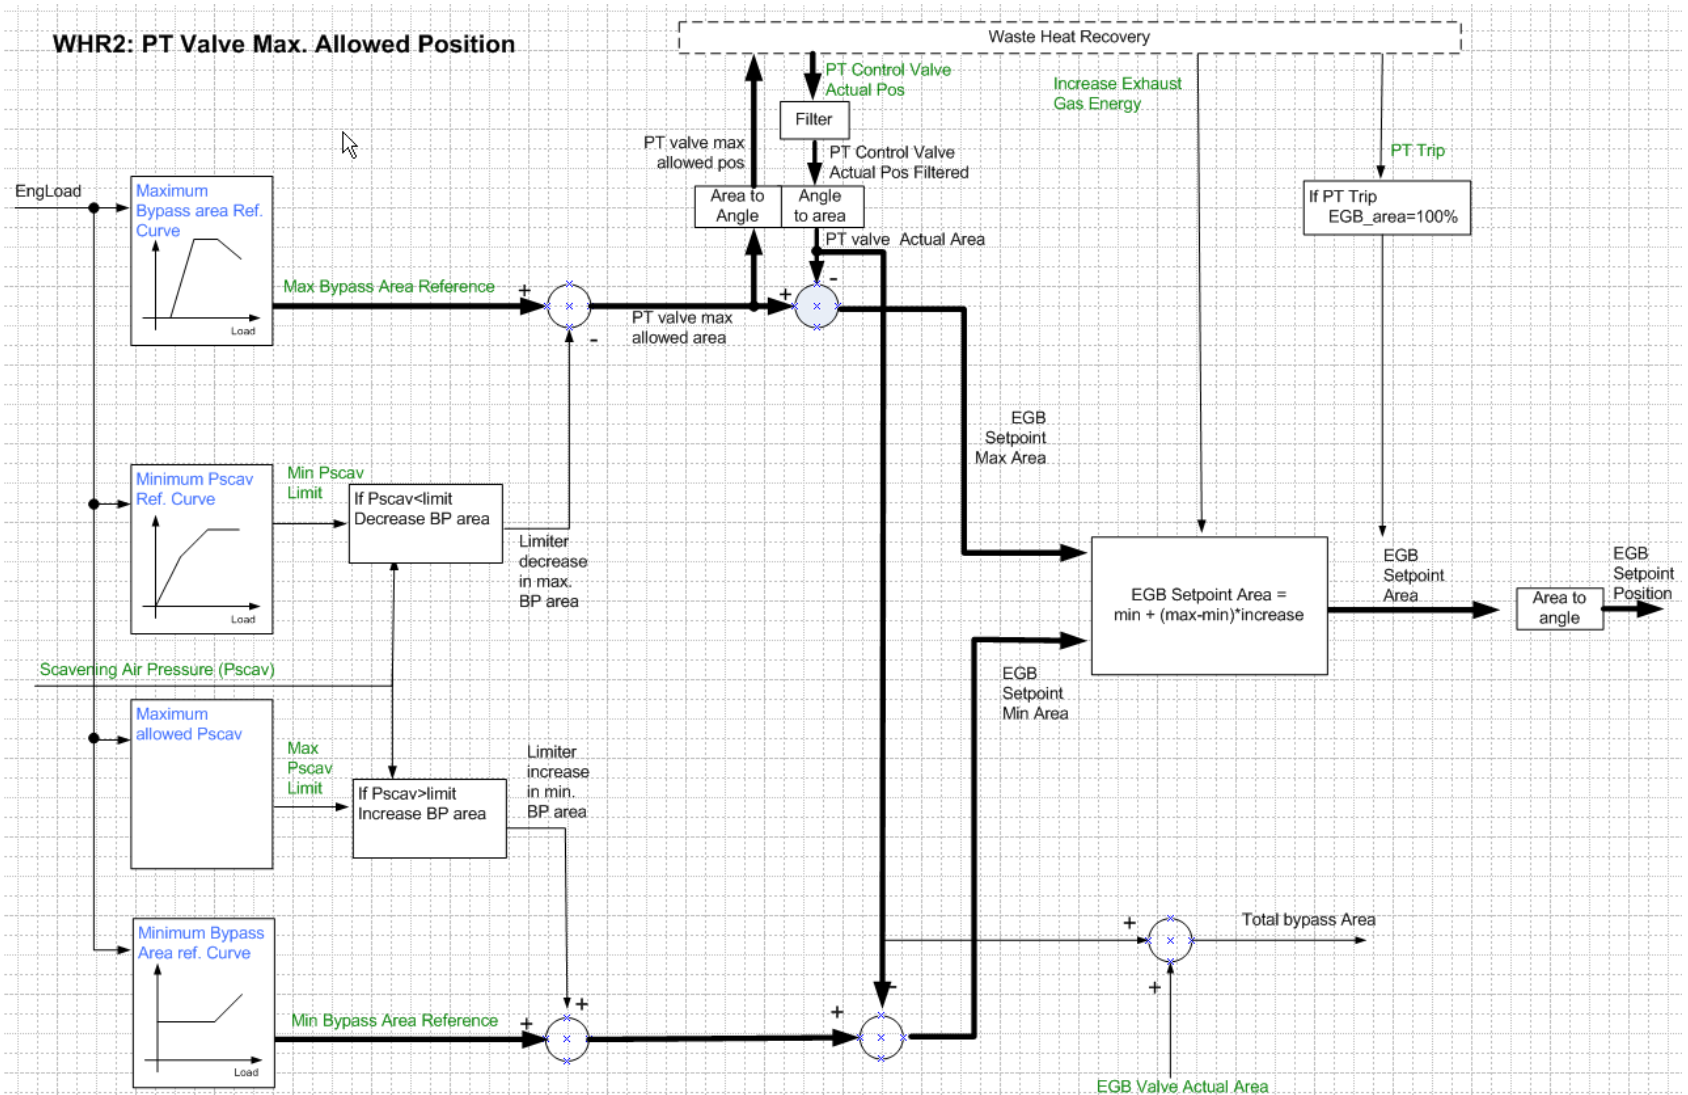 WHR2: PT Valve Max. Allowed Position
Waste Heat Recovery
PT Control Valve
Actual Pos
Increase Exhaust
Gas Energy
Filter
PT valve max
allowed pos
PT Control Valve
Actual Pos Filtered
PT Trip
EngLoad
Maximum
Bypass area Ref.
Curve
Load
Area to
Angle
Angle
to area
If PT Trip
EGB_area=100%
PT valve Actual Area
Max Bypass Area Reference
+
-
+
-
PT valve max
allowed area
EGB
Setpoint
Max Area
Minimum Pscav
Ref. Curve
Load
Min Pscav
Limit
If Pscav<limit
Decrease BP area
Limiter
decrease
in max.
BP area
EGB Setpoint Area =
min + (max-min)*increase
EGB
Setpoint
Area
Area to
angle
EGB
Setpoint
Position
Scavening Air Pressure (Pscav)
EGB
Setpoint
Min Area
Maximum
allowed Pscav
Max
Pscav
Limit
If Pscav>limit
Increase BP area
Limiter
increase
in min.
BP area
Minimum Bypass
Area ref. Curve
Load
Min Bypass Area Reference
+
+
+
-
+
+
Total bypass Area
EGB Valve Actual Area